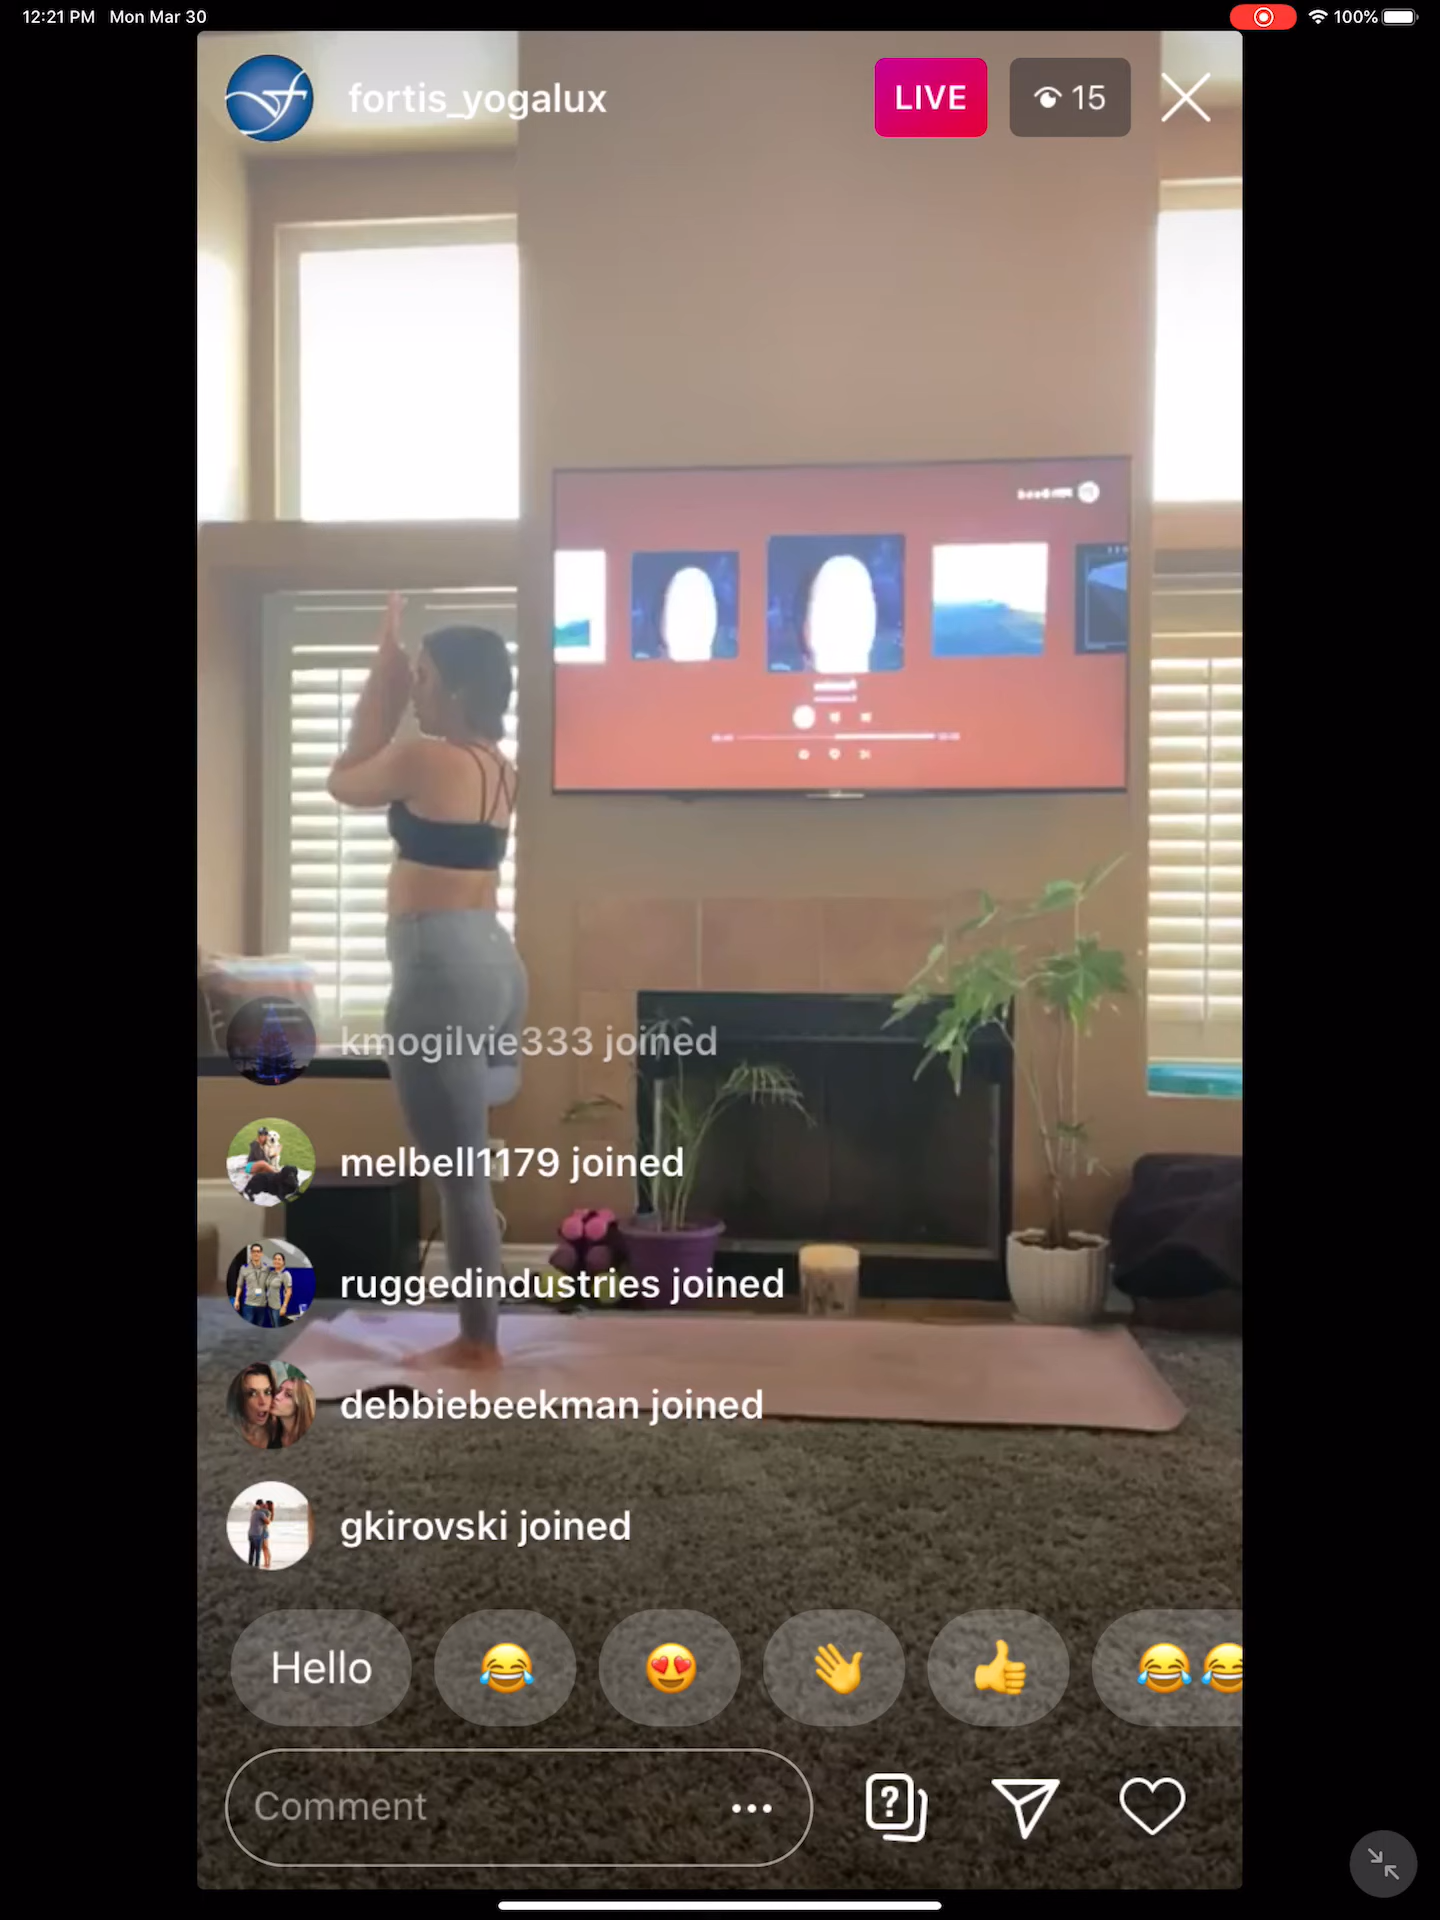 12:21 PM Mon Mar 30
100%
fortis_yogalux
LIVE
15
kmogilvie333 joined
melbell1179 joined
ruggedindustries joined
debbiebeekman joined
gkirovski joined
Hello
Comment